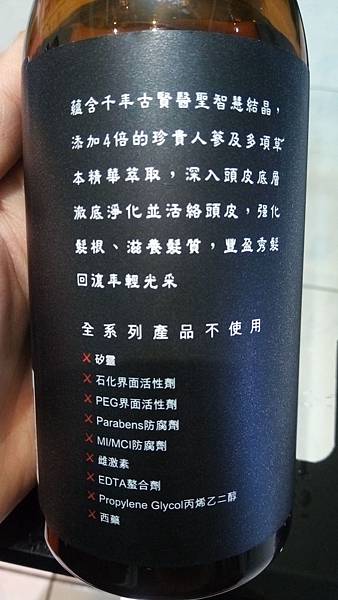 蘊含千年古賢醫聖智慧結晶，
添加4倍的珍貴人蔘及多項草
本精華萃取，深入頭皮底層
澈底淨化並活絡頭皮，強化
髮根、滋養髮質，豐盈秀髮
回復年輕光采
全系列產品不使用
X 矽靈
X 石化界面活性劑
X PEG界面活性劑
X Parabens防腐劑
X MI/MCI防腐劑
X 雌激素
X EDTA螯合劑
X Propylene Glycol丙烯乙二醇
X 西藥